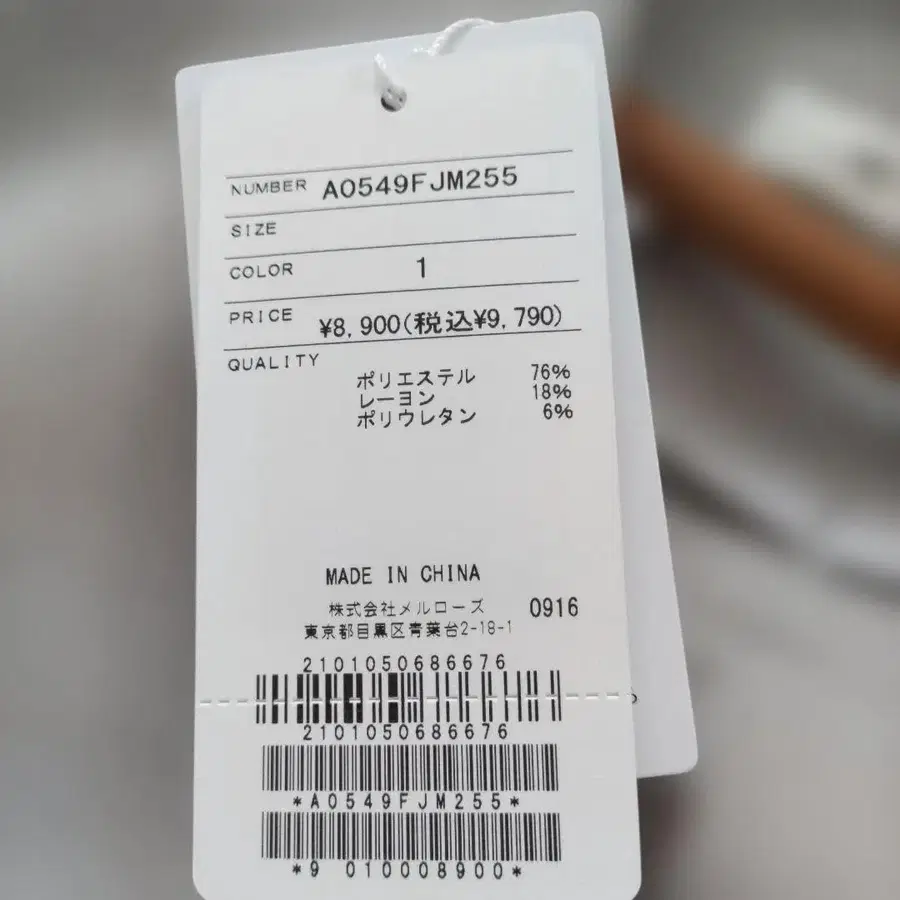 NUMBER A0549FJM255
SIZE
COLOR 1
PRICE ¥8,900(税込¥9,790)
QUALITY
ポリエステル 76%
レーヨン 18%
ポリウレタン 6%
MADE IN CHINA
株式会社メルローズ 0916
東京都目黒区青葉台2-18-1
2101050686676
2101050686676
*A0549FJM255*
*9 010008900*